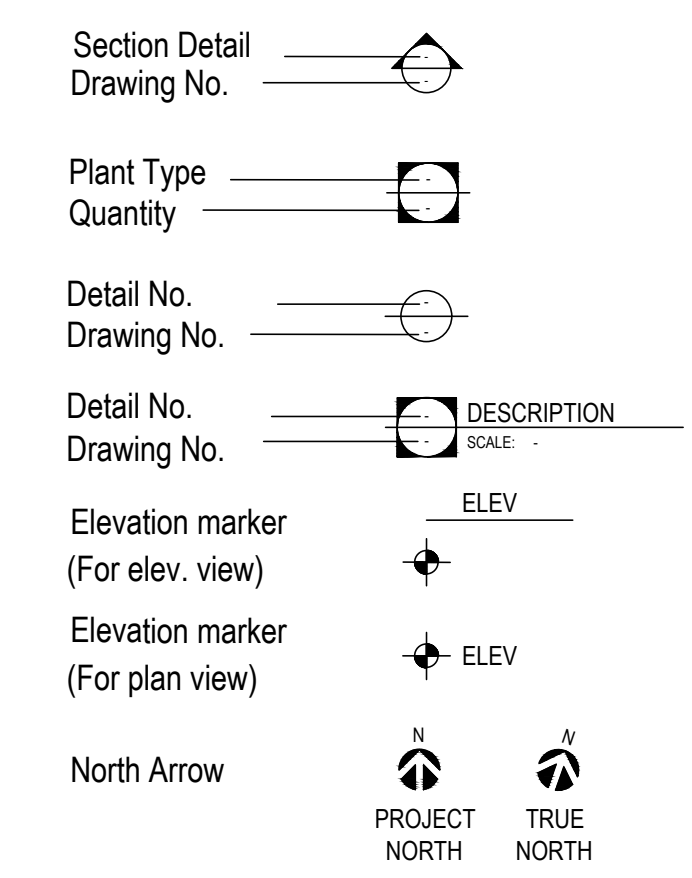 Section Detail
-
Drawing No.
-
Plant Type
-
Quantity
-
Detail No.
-
Drawing No.
-
Detail No.
-
DESCRIPTION
Drawing No.
-
SCALE: -
ELEV
Elevation marker
(For elev. view)
Elevation marker
ELEV
(For plan view)
North Arrow
N
N
PROJECT
NORTH
TRUE
NORTH